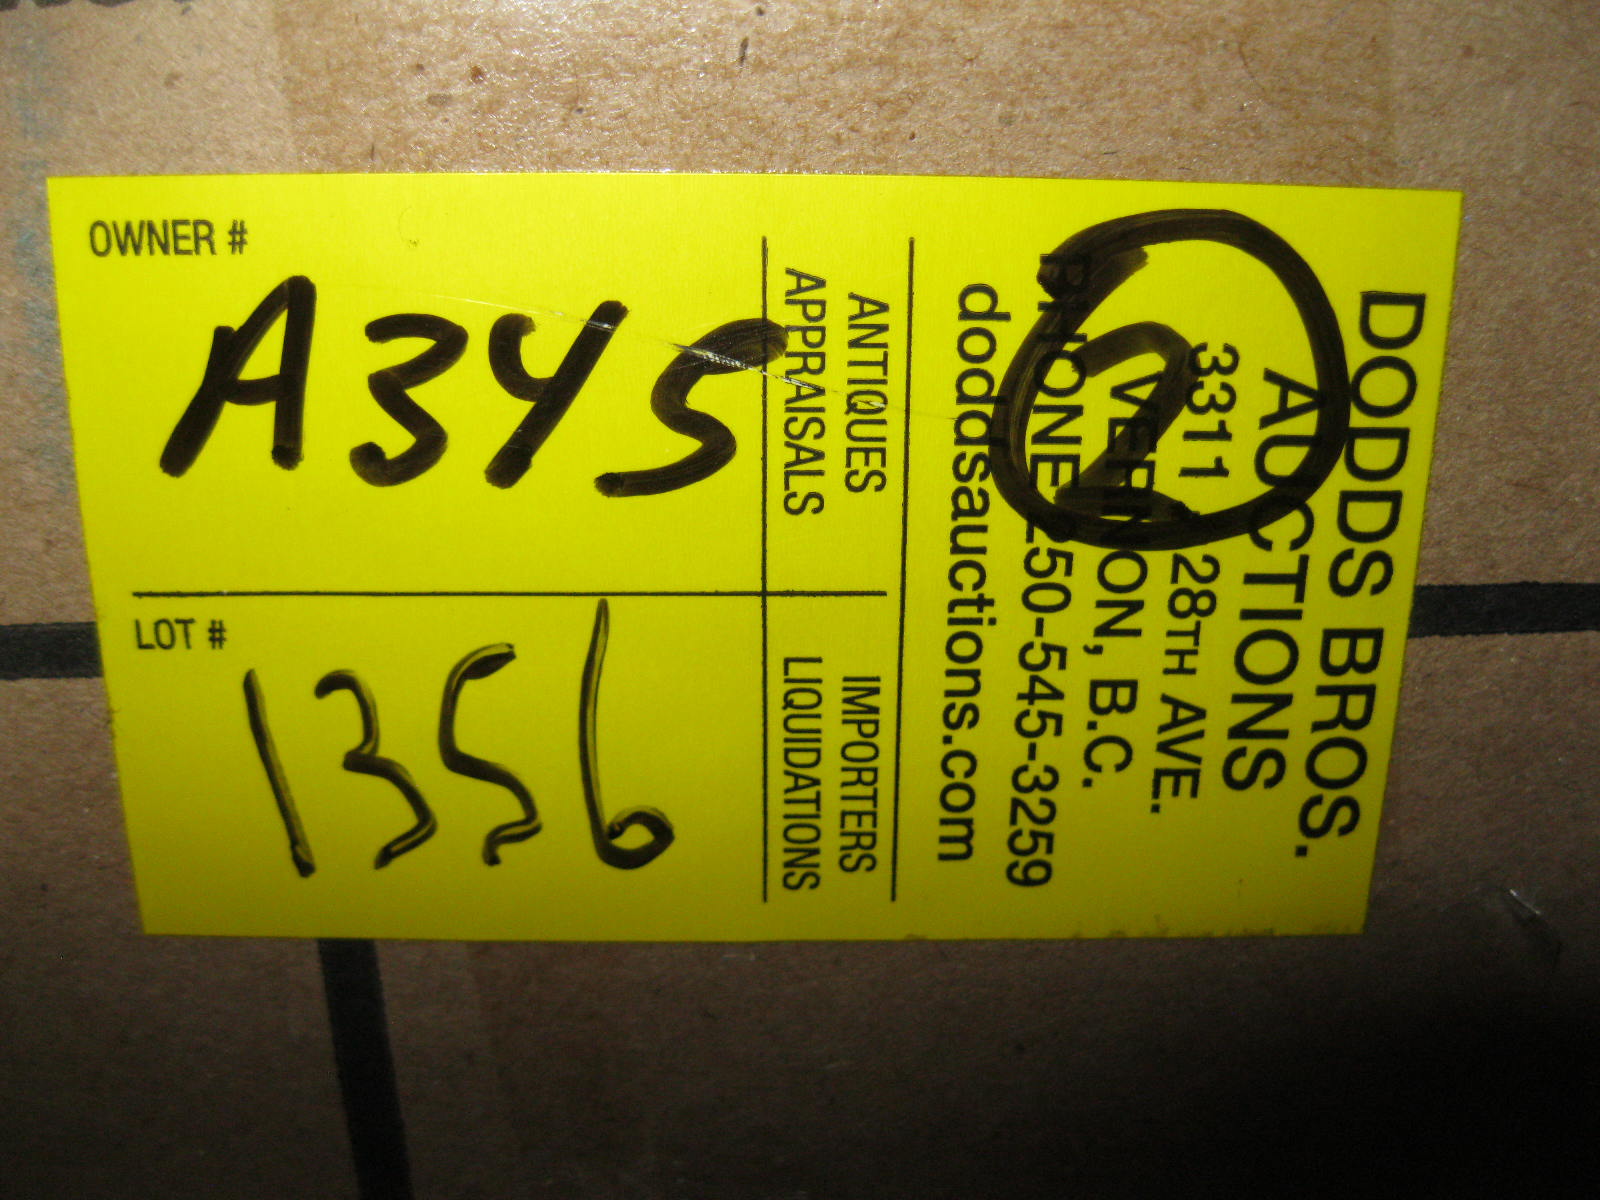 OWNER #
A345
LOT #
1356
ANTIQUES
APPRAISALS
IMPORTERS
LIQUIDATIONS
DODDS BROS.
AUCTIONS
3311 28TH AVE.
VERNON, B.C.
PHONE 250-545-3259
doddsauctions.com
2